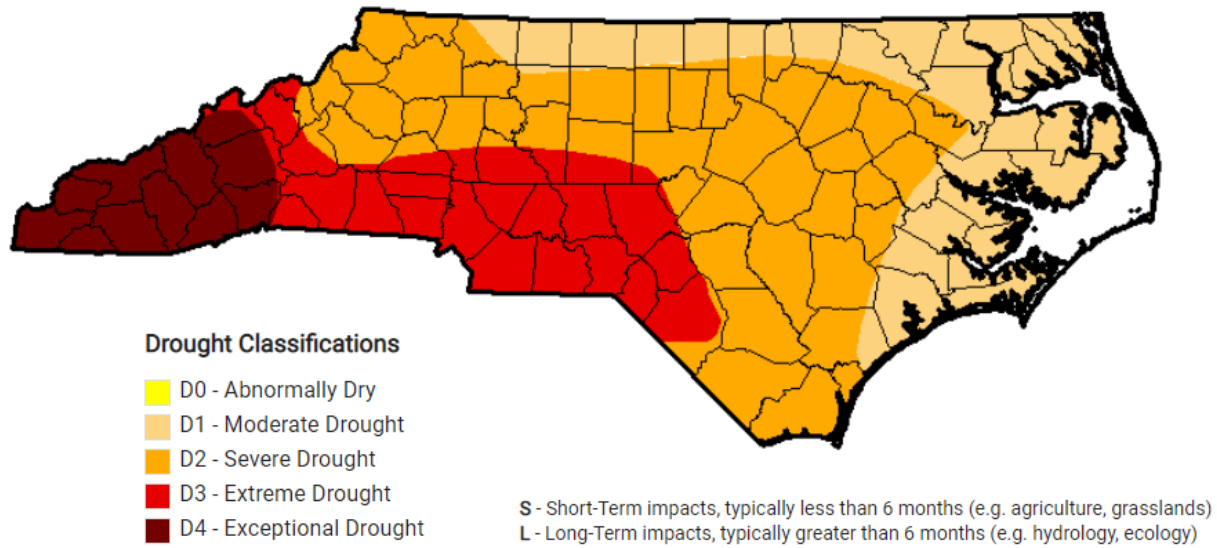 Drought Classifications
D0 - Abnormally Dry
D1 - Moderate Drought
D2 - Severe Drought
D3 - Extreme Drought
D4 - Exceptional Drought
S - Short-Term impacts, typically less than 6 months (e.g. agriculture, grasslands)
L - Long-Term impacts, typically greater than 6 months (e.g. hydrology, ecology)